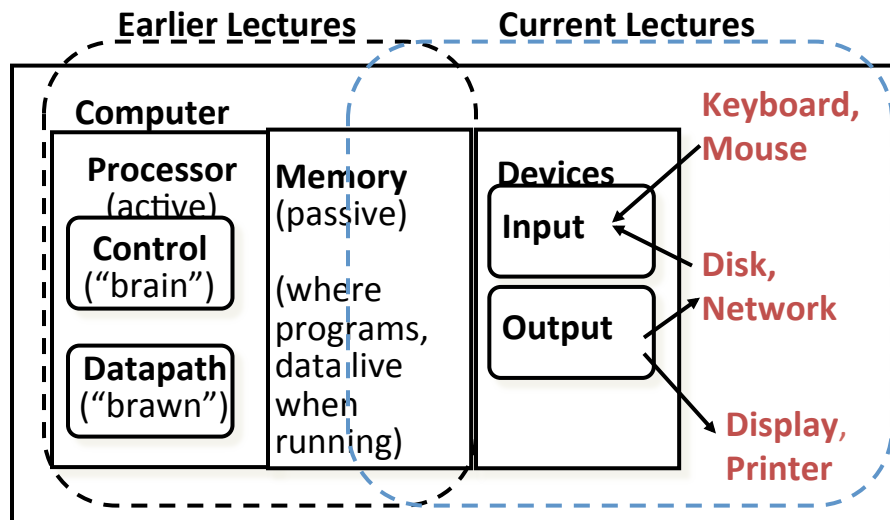 Earlier Lectures
Current Lectures
Computer
Processor
(active)
Control
(“brain”)
Datapath
(“brawn”)
Memory
(passive)
(where
programs,
data live
when
running)
Devices
Input
Output
Keyboard,
Mouse
Disk,
Network
Display,
Printer